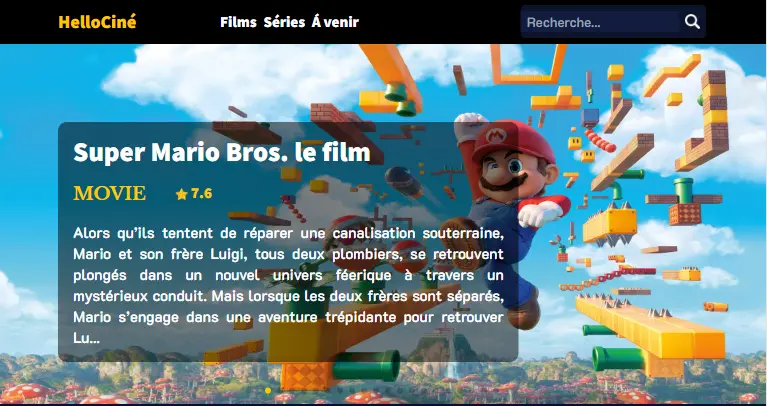 HelloCiné
Films Séries Á venir
Recherche...
Super Mario Bros. le film
MOVIE 7.6
Alors qu'ils tentent de réparer une canalisation souterraine,
Mario et son frère Luigi, tous deux plombiers, se retrouvent
plongés dans un nouvel univers féerique à travers un
mystérieux conduit. Mais lorsque les deux frères sont séparés,
Mario s'engage dans une aventure trépidante pour retrouver
Lu...